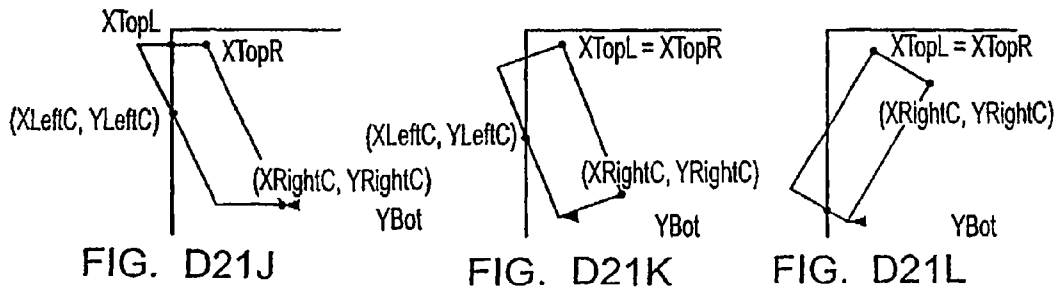 XTopL
XTopR
(XLeftC, YLeftC)
(XRightC, YRightC)
YBot
FIG. D21J
XTopL = XTopR
(XLeftC, YLeftC)
(XRightC, YRightC)
YBot
FIG. D21K
XTopL = XTopR
(XRightC, YRightC)
YBot
FIG. D21L